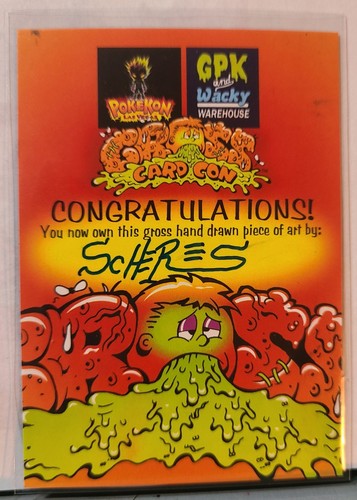 POKÉKON
GPK
and
Wacky
WAREHOUSE
GROSS
CARD CON
CONGRATULATIONS!
You now own this gross hand drawn piece of art by:
SCHERES